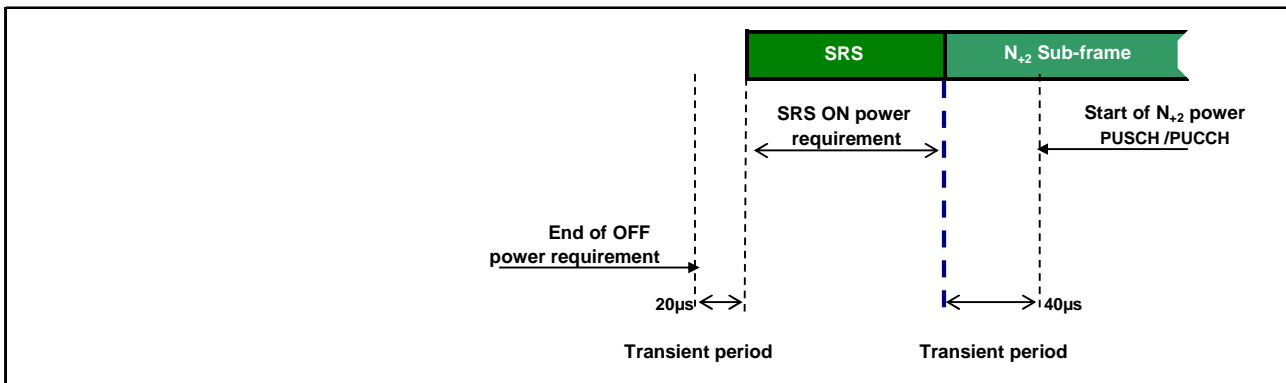 SRS
N+2 Sub-frame
SRS ON power
requirement
Start of N+2 power
PUSCH /PUCCH
End of OFF
power requirement
20µs
40µs
Transient period
Transient period